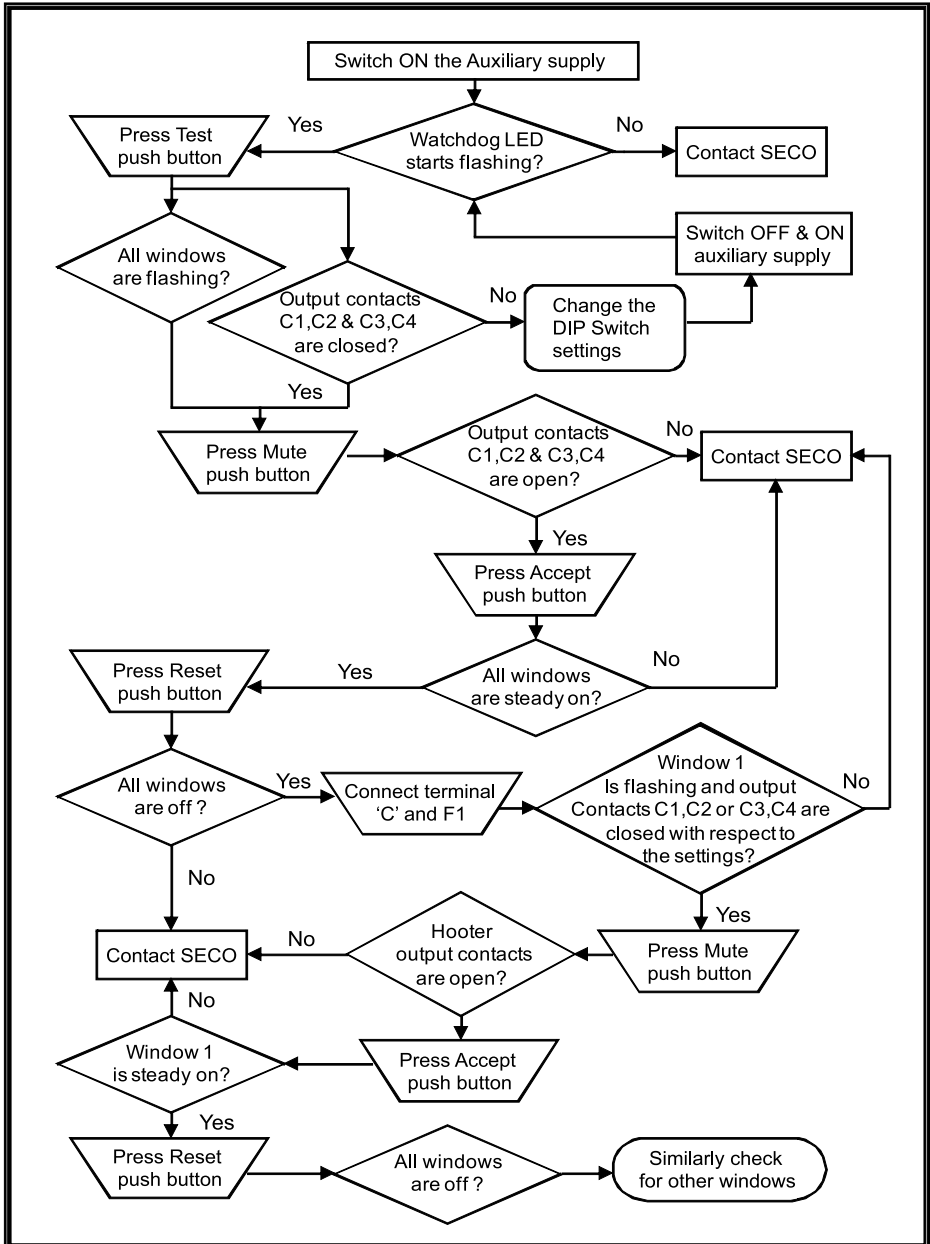 Switch ON the Auxiliary supply
Yes
No
Press Test
push button
Watchdog LED
starts flashing?
Contact SECO
All windows
are flashing?
Switch OFF & ON
auxiliary supply
Output contacts
C1,C2 & C3,C4
are closed?
No
Change the
DIP Switch
settings
Yes
Press Mute
push button
Output contacts
C1,C2 & C3,C4
are open?
No
Contact SECO
Yes
Press Accept
push button
All windows
are steady on?
No
Yes
Press Reset
push button
All windows
are off ?
Yes
Connect terminal
‘C’ and F1
Window 1
Is flashing and output
Contacts C1,C2 or C3,C4 are
closed with respect to
the settings?
No
No
Yes
Contact SECO
No
Hooter
output contacts
are open?
Press Mute
push button
No
Window 1
is steady on?
Press Accept
push button
Yes
Press Reset
push button
All windows
are off ?
Similarly check
for other windows